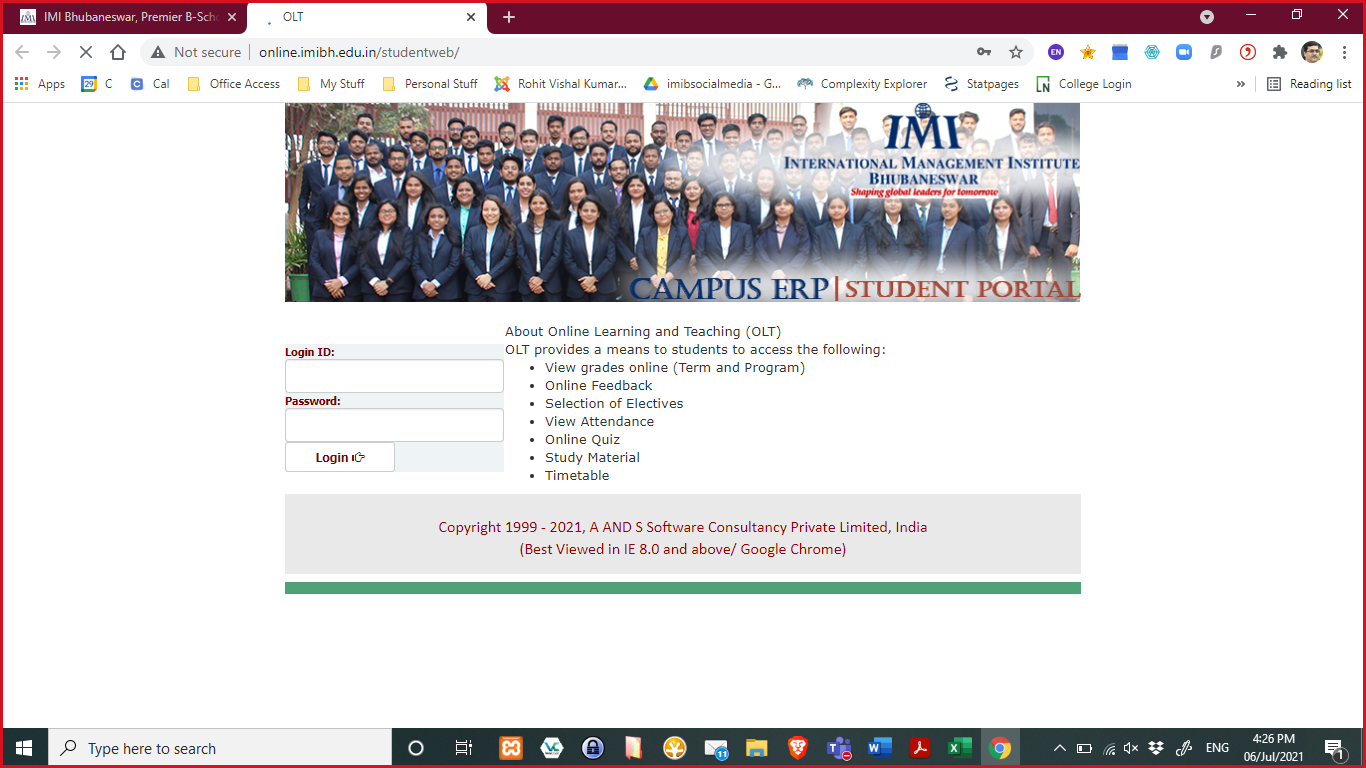 IMI Bhubaneswar, Premier B-Scho
OLT
Not secure
online.imibh.edu.in/studentweb/
EN
Apps
29
C
Cal
Office Access
My Stuff
Personal Stuff
Rohit Vishal Kumar...
imibsocialmedia - G...
Complexity Explorer
Statpages
College Login
Reading list
IMI
INTERNATIONAL MANAGEMENT INSTITUTE
BHUBANESWAR
Shaping global leaders for tomorrow
CAMPUS ERP | STUDENT PORTAL
About Online Learning and Teaching (OLT)
OLT provides a means to students to access the following:
• View grades online (Term and Program)
• Online Feedback
• Selection of Electives
• View Attendance
• Online Quiz
• Study Material
• Timetable
Login ID:
Password:
Login
Copyright 1999 - 2021, A AND S Software Consultancy Private Limited, India
(Best Viewed in IE 8.0 and above/ Google Chrome)
Type here to search
11
ENG
4:26 PM
06/Jul/2021
1